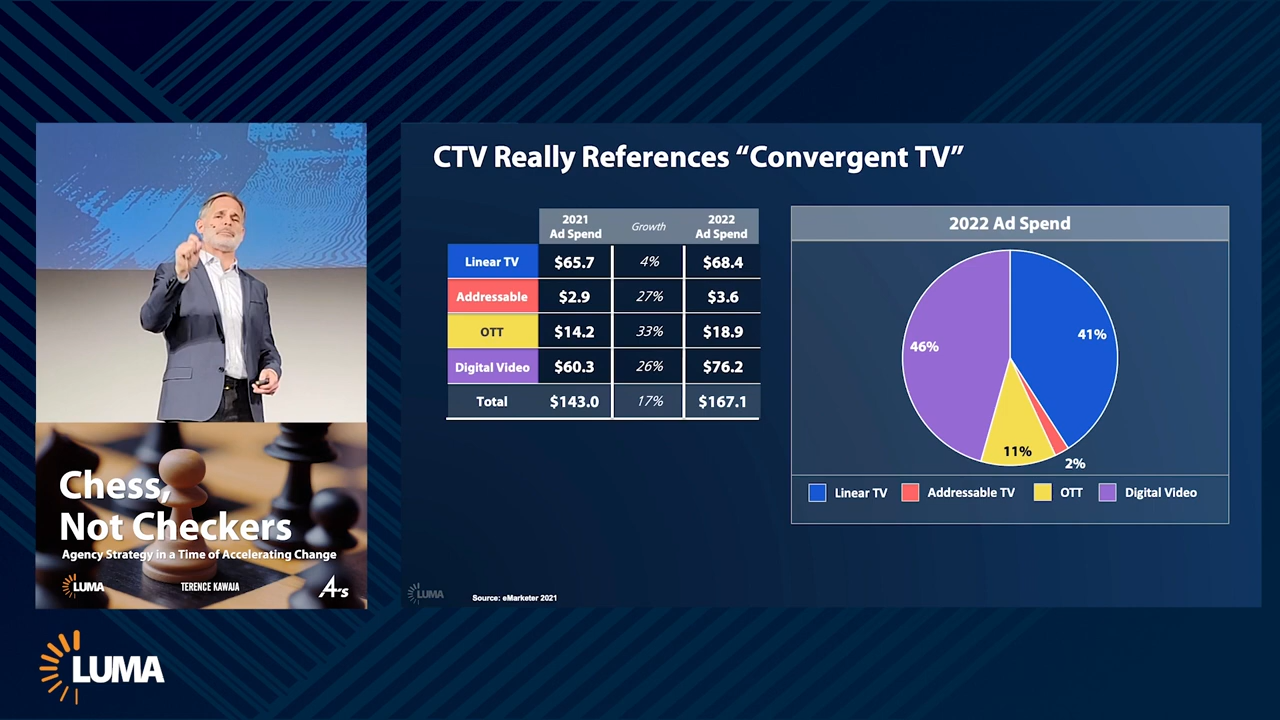 CTV Really References “Convergent TV”
2021
Ad Spend
Growth
2022
Ad Spend
Linear TV $65.7 4% $68.4
Addressable $2.9 27% $3.6
OTT $14.2 33% $18.9
Digital Video $60.3 26% $76.2
Total $143.0 17% $167.1
2022 Ad Spend
46%
41%
11%
2%
Linear TV Addressable TV OTT Digital Video
LUMA
Source: eMarketer 2021
Chess,
Not Checkers
Agency Strategy in a Time of Accelerating Change
LUMA TERENCE KAWAJA 4As
LUMA